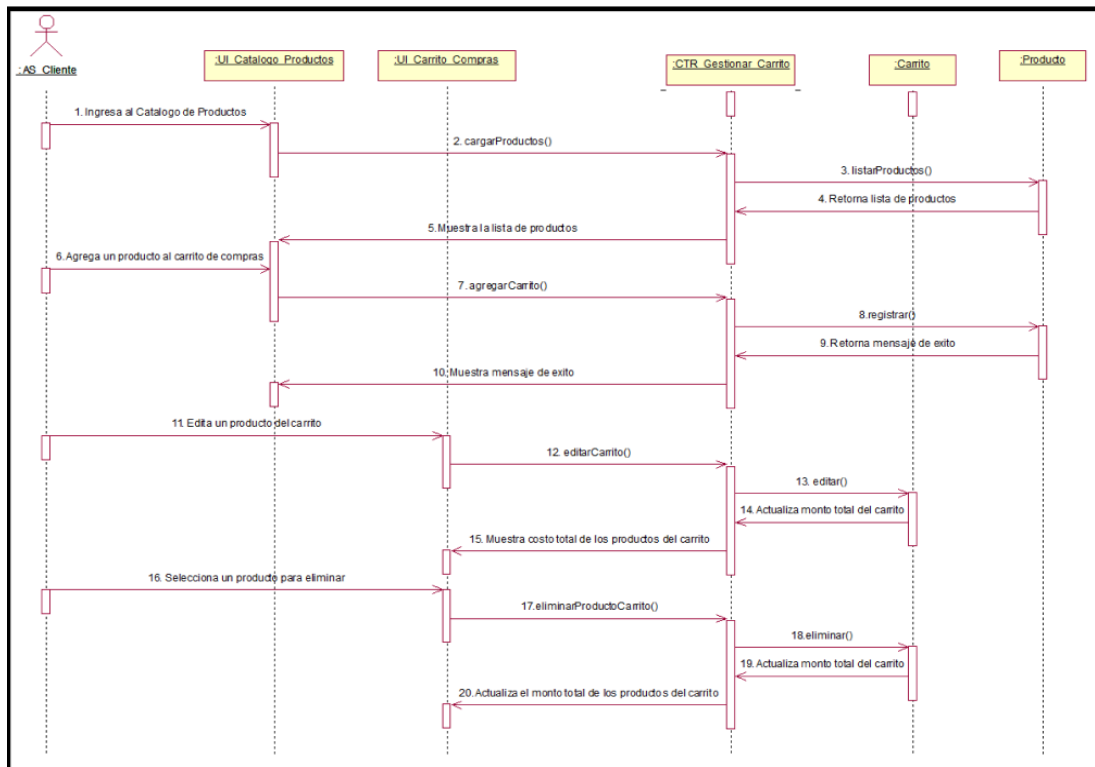 :AS_Cliente
:UI_Catalogo_Productos
:UI_Carrito_Compras
:CTR_Gestionar_Carrito
:Carrito
:Producto
1. Ingresa al Catalogo de Productos
2. cargarProductos()
3. listarProductos()
4. Retorna lista de productos
5.Muestra la lista de productos
6.Agrega un producto al carrito de compras
7. agregarCarrito()
8.registrar()
9.Retorna mensaje de exito
10. Muestra mensaje de exito
11. Edita un producto del carrito
12. editarCarrito()
13. editar()
14. Actualiza monto total del carrito
15. Muestra costo total de los productos del carrito
16. Selecciona un producto para eliminar
17.eliminarProductoCarrito()
18.eliminar()
19. Actualiza monto total del carrito
20. Actualiza el monto total de los productos del carrito